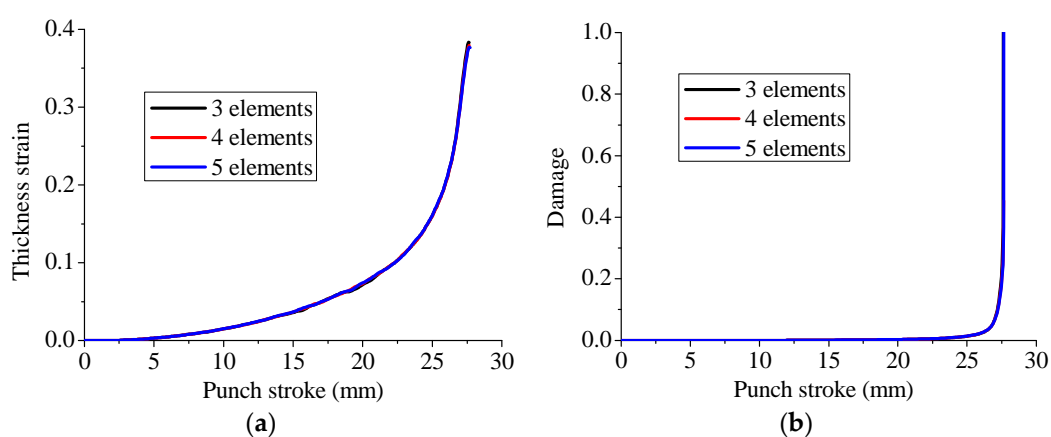 0.4
0.3
0.2
0.1
0.0
Thickness strain
3 elements
4 elements
5 elements
0 5 10 15 20 25 30
Punch stroke (mm)
(a)
1.0
0.8
0.6
0.4
0.2
0.0
Damage
3 elements
4 elements
5 elements
0 5 10 15 20 25 30
Punch stroke (mm)
(b)